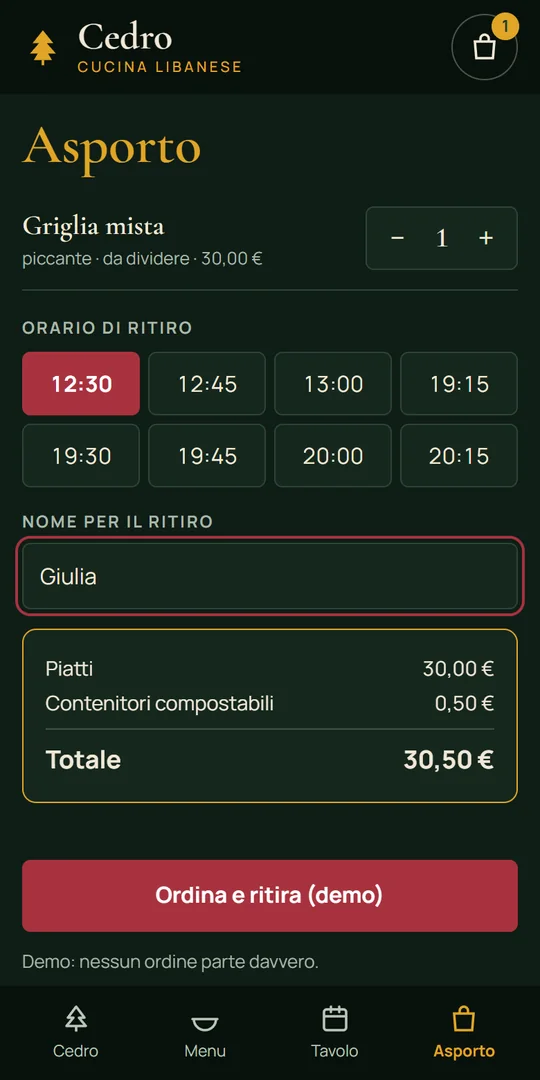 Cedro
CUCINA LIBANESE
1
Asporto
Griglia mista
piccante · da dividere · 30,00 €
− 1 +
ORARIO DI RITIRO
12:30 12:45 13:00 19:15
19:30 19:45 20:00 20:15
NOME PER IL RITIRO
Giulia
Piatti 30,00 €
Contenitori compostabili 0,50 €
Totale 30,50 €
Ordina e ritira (demo)
Demo: nessun ordine parte davvero.
Cedro Menu Tavolo Asporto